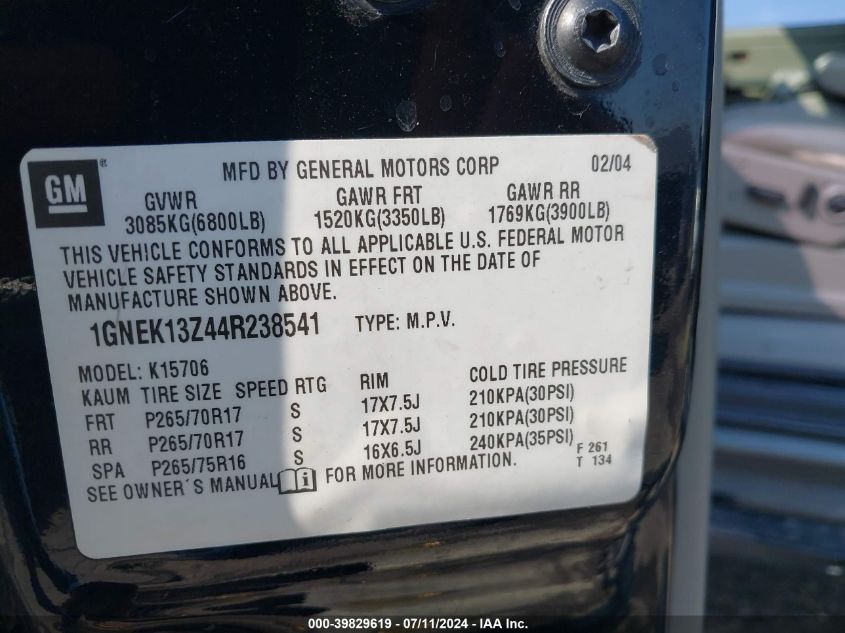 GM ®
MFD BY GENERAL MOTORS CORP 02/04
GVWR GAWR FRT GAWR RR
3085KG(6800LB) 1520KG(3350LB) 1769KG(3900LB)
THIS VEHICLE CONFORMS TO ALL APPLICABLE U.S. FEDERAL MOTOR
VEHICLE SAFETY STANDARDS IN EFFECT ON THE DATE OF
MANUFACTURE SHOWN ABOVE.
1GNEK13Z44R238541 TYPE: M.P.V.
MODEL: K15706
KAUM TIRE SIZE SPEED RTG RIM COLD TIRE PRESSURE
FRT P265/70R17 S 17X7.5J 210KPA(30PSI)
RR P265/70R17 S 17X7.5J 210KPA(30PSI)
SPA P265/75R16 S 16X6.5J 240KPA(35PSI)
SEE OWNER´S MANUAL i FOR MORE INFORMATION.
F 261
T 134
000-39829619 - 07/11/2024 - IAA Inc.